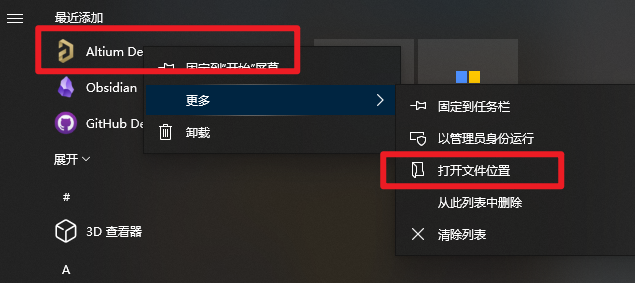 最近添加
Altium De
固定到"开始"屏幕
Obsidian
更多
固定到任务栏
GitHub De
卸载
以管理员身份运行
展开
打开文件位置
#
从此列表中删除
3D 查看器
清除列表
A